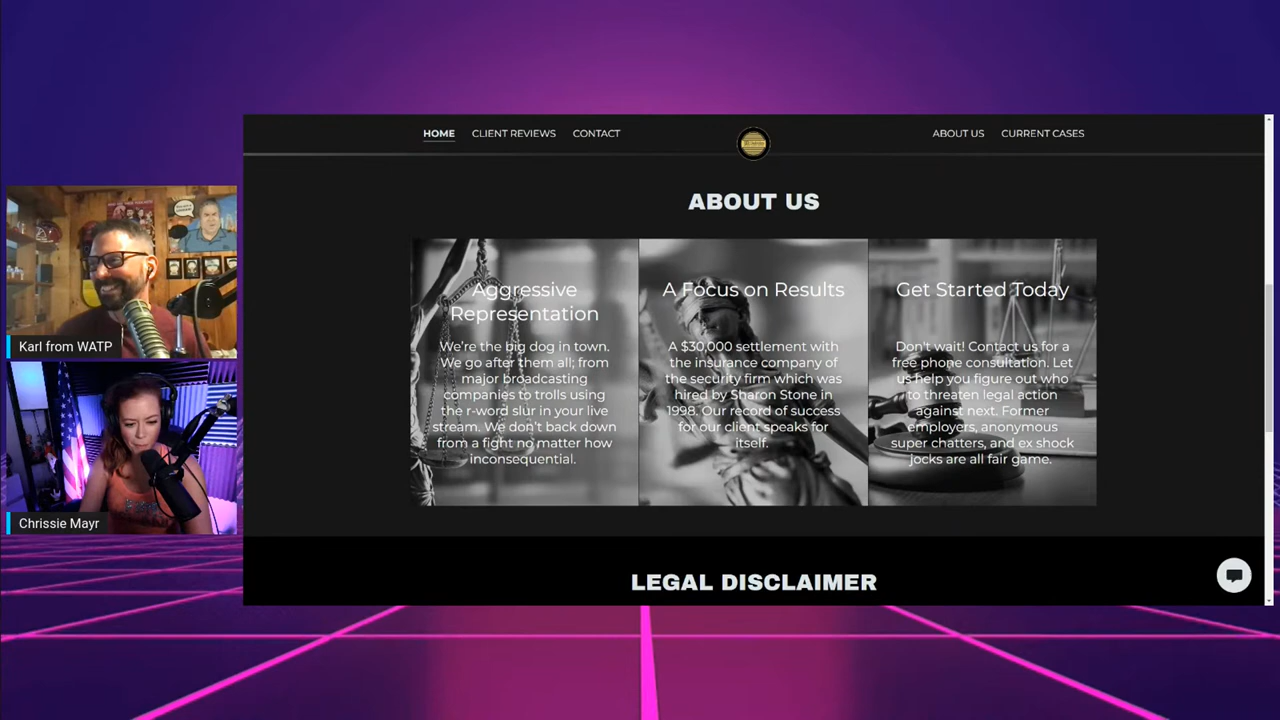 HOME
CLIENT REVIEWS
CONTACT
ABOUT US
CURRENT CASES
ABOUT US
Aggressive
Representation
We're the big dog in town.
We go after them all; from
major broadcasting
companies to trolls using
the r-word slur in your live
stream. We don't back down
from a fight no matter how
inconsequential.
A Focus on Results
A $30,000 settlement with
the insurance company of
the security firm which was
hired by Sharon Stone in
1998. Our record of success
for our client speaks for
itself.
Get Started Today
Don't wait! Contact us for a
free phone consultation. Let
us help you figure out who
to threaten legal action
against next. Former
employers, anonymous
super chatters, and ex shock
jocks are all fair game.
LEGAL DISCLAIMER
Karl from WATP
Chrissie Mayr